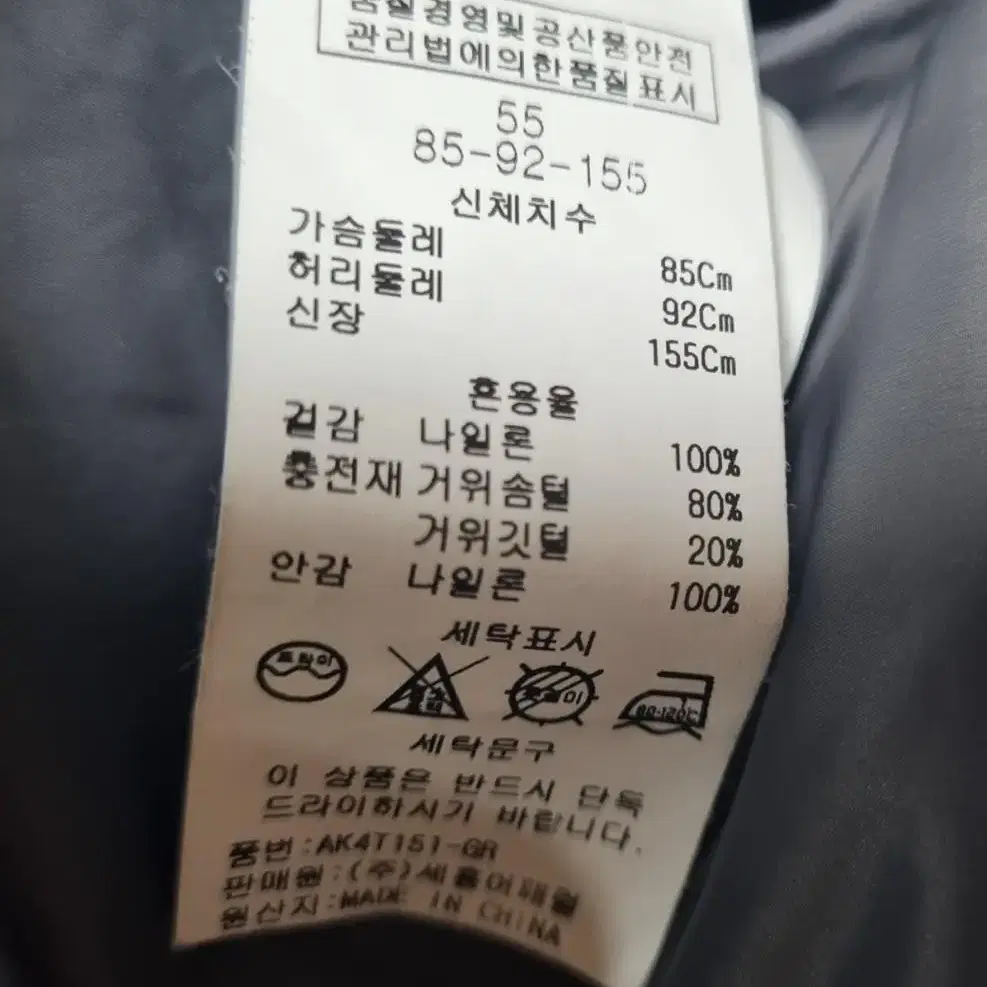 품질경영및공산품안전
관리법에의한품질표시
55
85-92-155
신체치수
가슴둘레 85Cm
허리둘레 92Cm
신장 155Cm
혼용율
겉감 나일론 100%
충전재 거위솜털 80%
거위깃털 20%
안감 나일론 100%
세탁표시
드라이
80-120℃
세탁문구
이 상품은 반드시 단독
드라이하시기 바랍니다.
품번:AK4T151-GR
판매원:(주)세흥어패럴
원산지:MADE IN CHINA